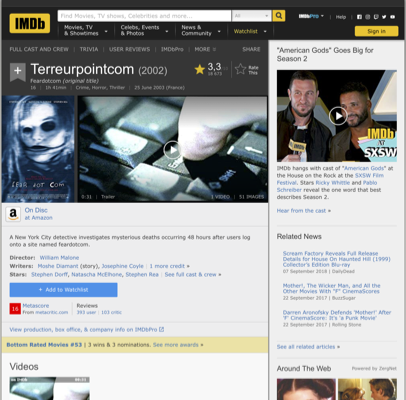 IMDb
Find Movies, TV shows, Celebrities and more...
All
Movies, TV & Showtimes
Celebs, Events & Photos
News & Community
Watchlist
IMDbPro
Help
Sign in
FULL CAST AND CREW | TRIVIA | USER REVIEWS | IMDbPro | MORE
SHARE
Terreurpointcom (2002)
Feardotcom (original title)
16 | 1h 41min | Crime, Horror, Thriller | 25 June 2003 (France)
3,3
Rate This
FEAR DOT COM
0:31 | Trailer
VIDEO | 51 IMAGES
On Disc
at Amazon
A New York City detective investigates mysterious deaths occurring 48 hours after users log
onto a site named feardotcom.
Director: William Malone
Writers: Moshe Diamant (story), Josephine Coyle | 1 more credit »
Stars: Stephen Dorff, Natascha McElhone, Stephen Rea | See full cast & crew »
+ Add to Watchlist
16
Metascore
From metacritic.com
Reviews
393 user | 103 critic
View production, box office, & company info on IMDbPro
Bottom Rated Movies #53 | 3 wins & 3 nominations. See more awards »
Videos
"American Gods" Goes Big for
Season 2
IMDb
AT
SXSW
IMDb hangs with cast of "American Gods" at
the House on the Rock at the SXSW Film
Festival. Stars Ricky Whittle and Pablo
Schreiber reveal the one word that best
describes Season 2.
Hear from the cast »
Related News
Scream Factory Reveals Full Release
Details for House On Haunted Hill (1999)
Collector's Edition Blu-ray
07 September 2018 | DailyDead
Mother!, The Wicker Man, and All the
Other Movies With "F" CinemaScores
22 September 2017 | BuzzSugar
Darren Aronofsky Defends 'Mother!' After
'F' CinemaScore: It's 'a Punk Movie'
22 September 2017 | Rolling Stone
See all related articles »
Around The Web
Powered by ZergNet